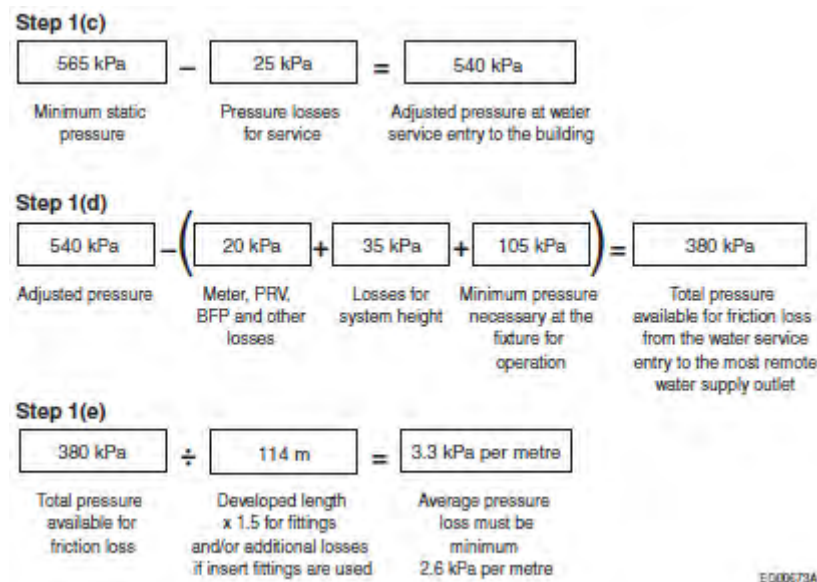 Step 1(c)
565 kPa − 25 kPa = 540 kPa
Minimum static pressure
Pressure losses for service
Adjusted pressure at water service entry to the building
Step 1(d)
540 kPa −( 20 kPa + 35 kPa + 105 kPa ) = 380 kPa
Adjusted pressure
Meter, PRV, BFP and other losses
Losses for system height
Minimum pressure necessary at the fixture for operation
Total pressure available for friction loss from the water service entry to the most remote water supply outlet
Step 1(e)
380 kPa ÷ 114 m = 3.3 kPa per metre
Total pressure available for friction loss
Developed length x 1.5 for fittings and/or additional losses if insert fittings are used
Average pressure loss must be minimum 2.6 kPa per metre
EG00673A